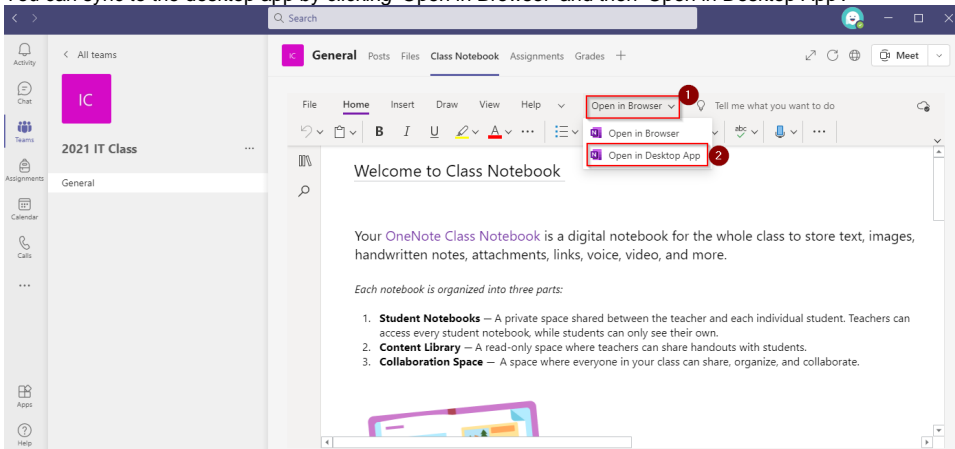 You can sync to the desktop app by clicking 'Open in Browser' and then 'Open in Desktop App'.
Search
Activity
Chat
Teams
Assignments
Calendar
Calls
...
Apps
Help
All teams
IC
2021 IT Class ...
General
IC General Posts Files Class Notebook Assignments Grades + Meet
File Home Insert Draw View Help Open in Browser 1 Tell me what you want to do
B I U A ... abc ...
Open in Browser
Open in Desktop App 2
Welcome to Class Notebook
Your OneNote Class Notebook is a digital notebook for the whole class to store text, images,
handwritten notes, attachments, links, voice, video, and more.
Each notebook is organized into three parts:
1. Student Notebooks — A private space shared between the teacher and each individual student. Teachers can
access every student notebook, while students can only see their own.
2. Content Library — A read-only space where teachers can share handouts with students.
3. Collaboration Space — A space where everyone in your class can share, organize, and collaborate.